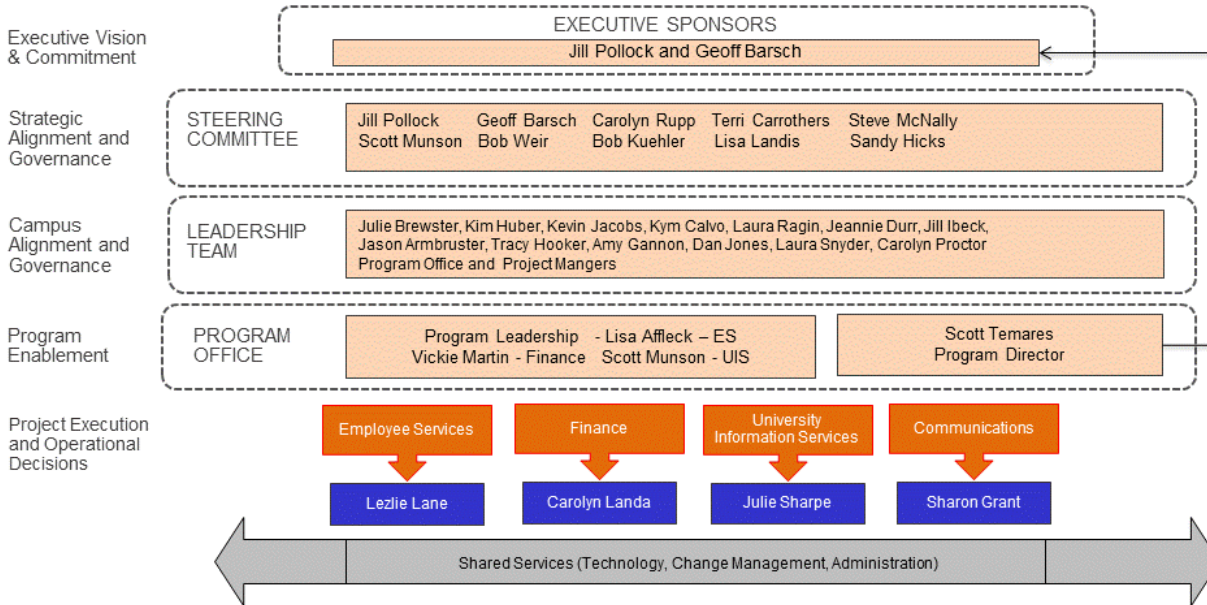 Executive Vision
& Commitment
EXECUTIVE SPONSORS
Jill Pollock and Geoff Barsch
Strategic
Alignment and
Governance
STEERING
COMMITTEE
Jill Pollock Geoff Barsch Carolyn Rupp Terri Carrothers Steve McNally
Scott Munson Bob Weir Bob Kuehler Lisa Landis Sandy Hicks
Campus
Alignment and
Governance
LEADERSHIP
TEAM
Julie Brewster, Kim Huber, Kevin Jacobs, Kym Calvo, Laura Ragin, Jeannie Durr, Jill Ibeck,
Jason Armbruster, Tracy Hooker, Amy Gannon, Dan Jones, Laura Snyder, Carolyn Proctor
Program Office and Project Mangers
Program
Enablement
PROGRAM
OFFICE
Program Leadership - Lisa Affleck – ES
Vickie Martin - Finance Scott Munson - UIS
Scott Temares
Program Director
Project Execution
and Operational
Decisions
Employee Services
Finance
University
Information Services
Communications
Lezlie Lane
Carolyn Landa
Julie Sharpe
Sharon Grant
Shared Services (Technology, Change Management, Administration)